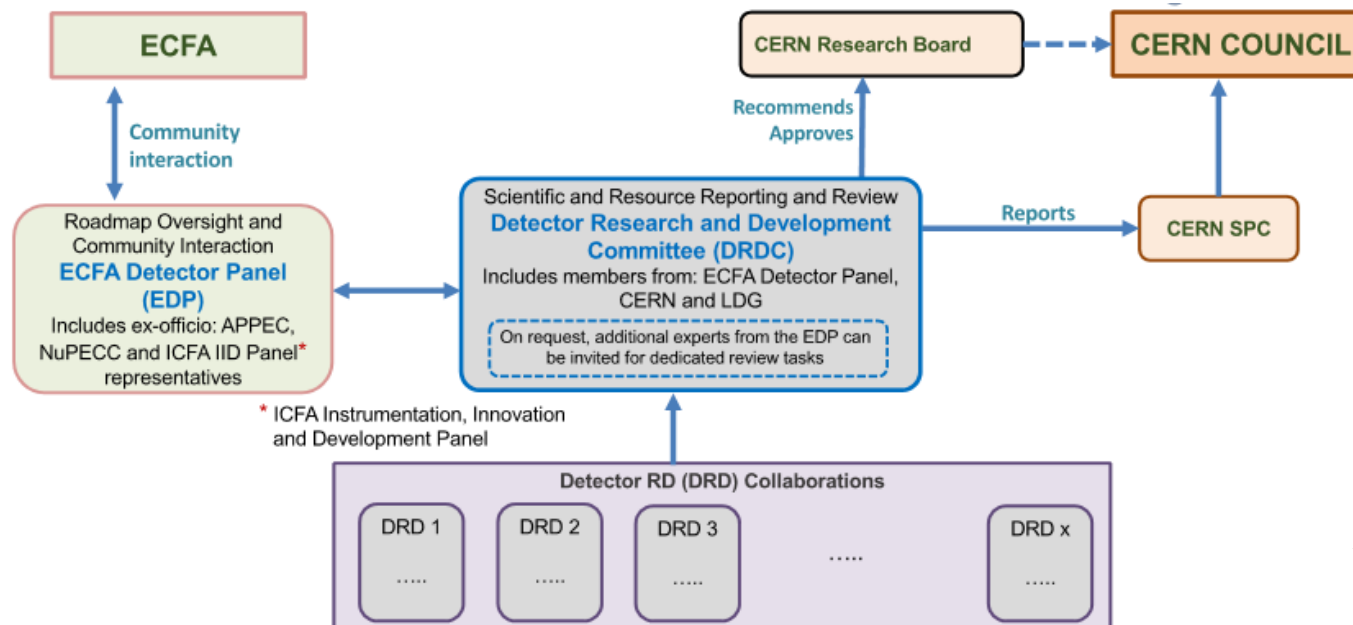 ECFA
CERN Research Board
CERN COUNCIL
Community
interaction
Recommends
Approves
Roadmap Oversight and
Community Interaction
ECFA Detector Panel
(EDP)
Includes ex-officio: APPEC,
NuPECC and ICFA IID Panel*
representatives
Scientific and Resource Reporting and Review
Detector Research and Development
Committee (DRDC)
Includes members from: ECFA Detector Panel,
CERN and LDG
On request, additional experts from the EDP can
be invited for dedicated review tasks
Reports
CERN SPC
* ICFA Instrumentation, Innovation
and Development Panel
Detector RD (DRD) Collaborations
DRD 1
.....
DRD 2
.....
DRD 3
.....
.....
DRD x
.....